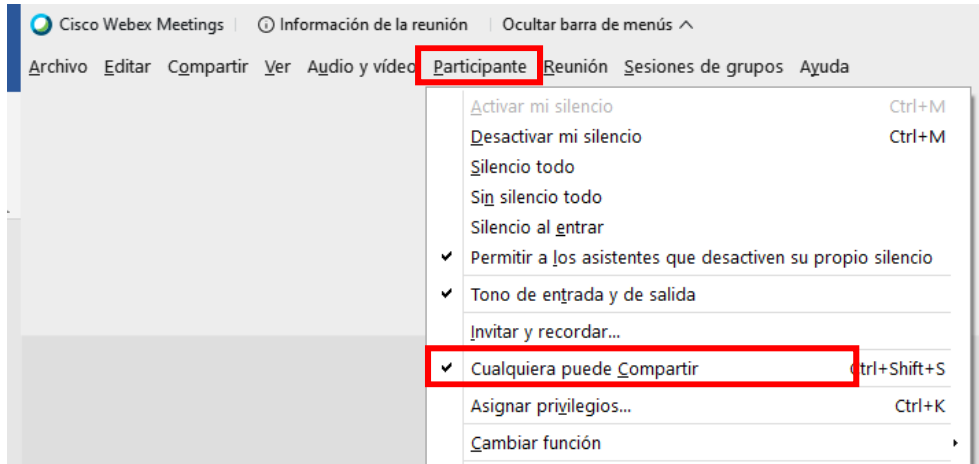 Cisco Webex Meetings Información de la reunión Ocultar barra de menús
Archivo Editar Compartir Ver Audio y vídeo Participante Reunión Sesiones de grupos Ayuda
Activar mi silencio Ctrl+M
Desactivar mi silencio Ctrl+M
Silencio todo
Sin silencio todo
Silencio al entrar
Permitir a los asistentes que desactiven su propio silencio
Tono de entrada y de salida
Invitar y recordar...
Cualquiera puede Compartir Ctrl+Shift+S
Asignar privilegios... Ctrl+K
Cambiar función